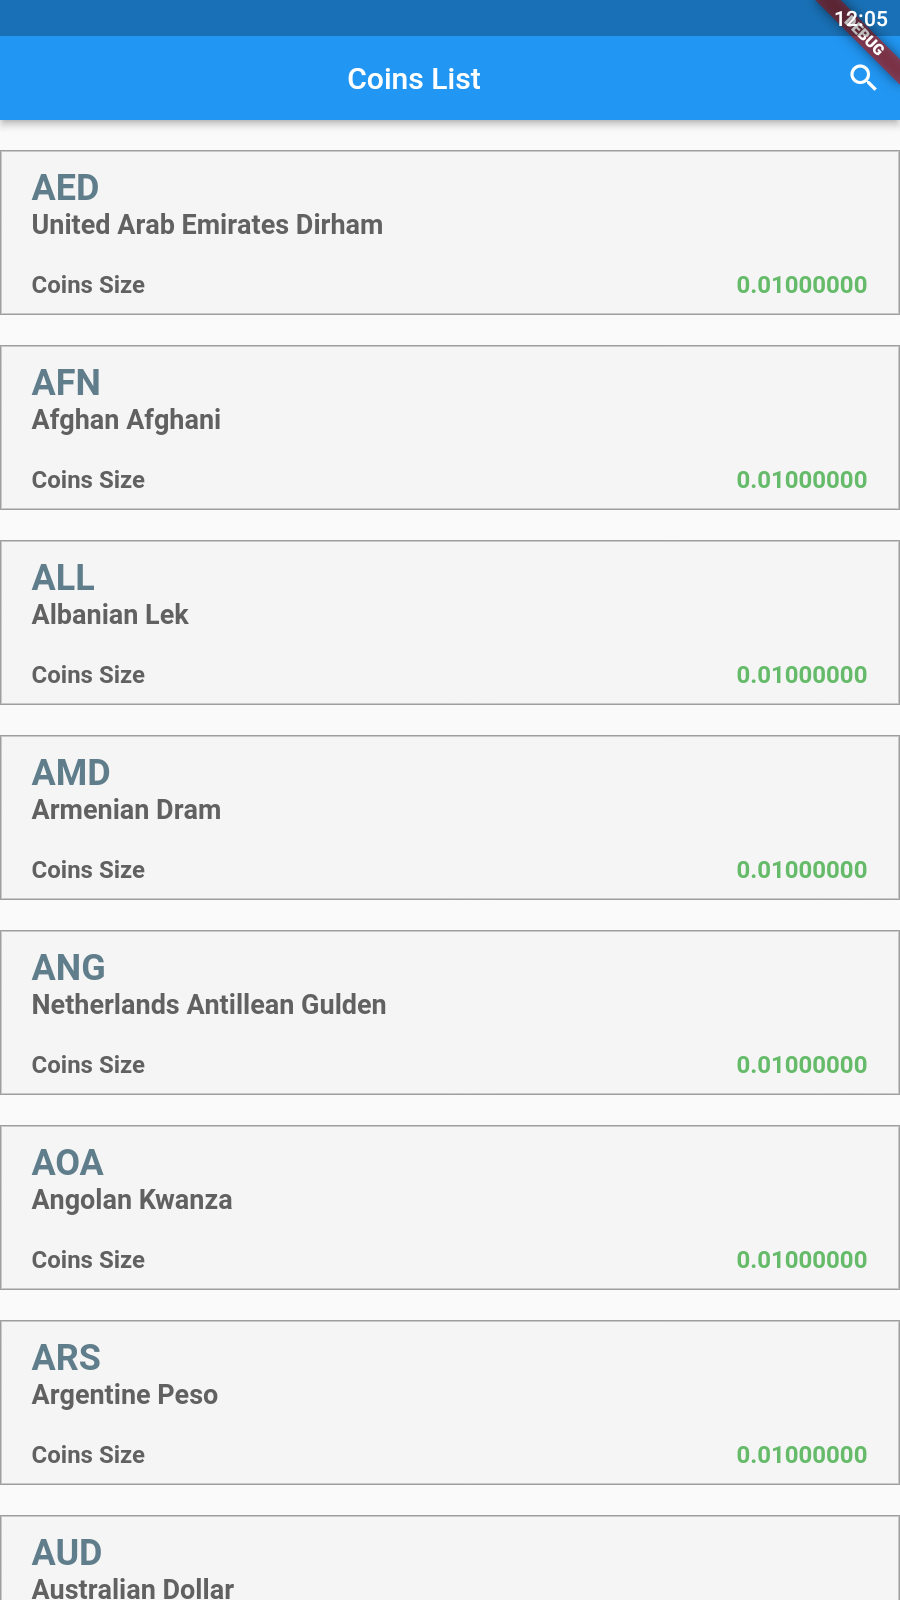 12:05
DEBUG
Coins List
AED
United Arab Emirates Dirham
Coins Size 0.01000000
AFN
Afghan Afghani
Coins Size 0.01000000
ALL
Albanian Lek
Coins Size 0.01000000
AMD
Armenian Dram
Coins Size 0.01000000
ANG
Netherlands Antillean Gulden
Coins Size 0.01000000
AOA
Angolan Kwanza
Coins Size 0.01000000
ARS
Argentine Peso
Coins Size 0.01000000
AUD
Australian Dollar